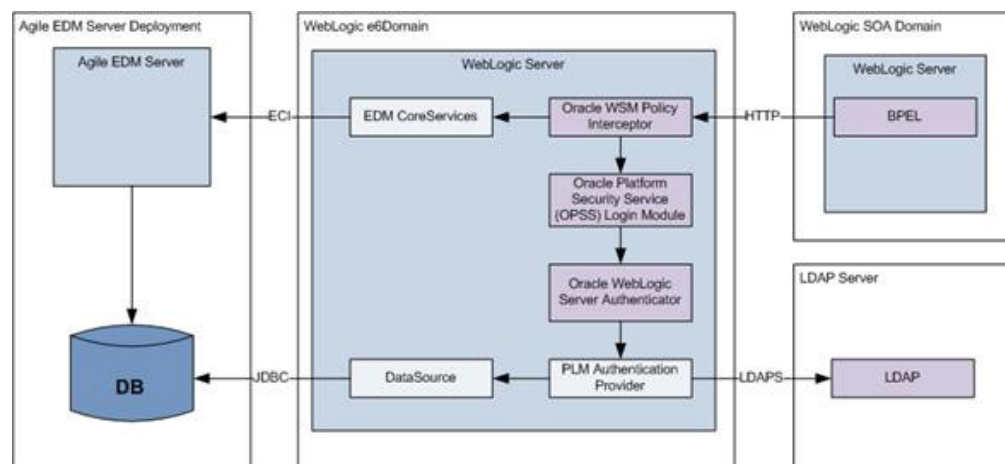 Agile EDM Server Deployment
WebLogic e6Domain
WebLogic SOA Domain
Agile EDM Server
WebLogic Server
WebLogic Server
ECI
EDM CoreServices
Oracle WSM Policy
Interceptor
HTTP
BPEL
Oracle Platform
Security Service
(OPSS) Login Module
Oracle WebLogic
Server Authenticator
LDAP Server
DB
JDBC
DataSource
PLM Authentication
Provider
LDAPS
LDAP